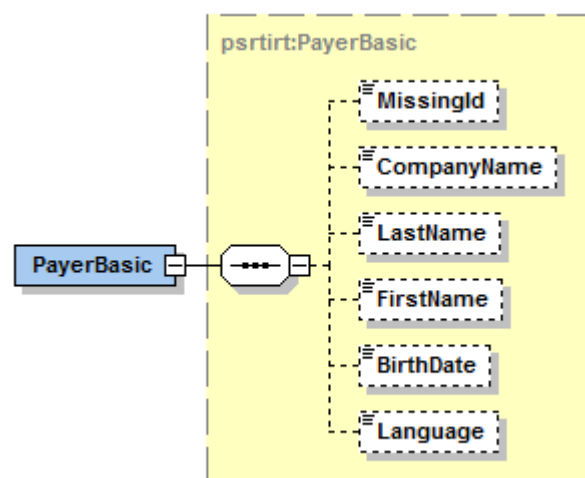 psrtirt:PayerBasic
MissingId
CompanyName
LastName
PayerBasic
FirstName
BirthDate
Language